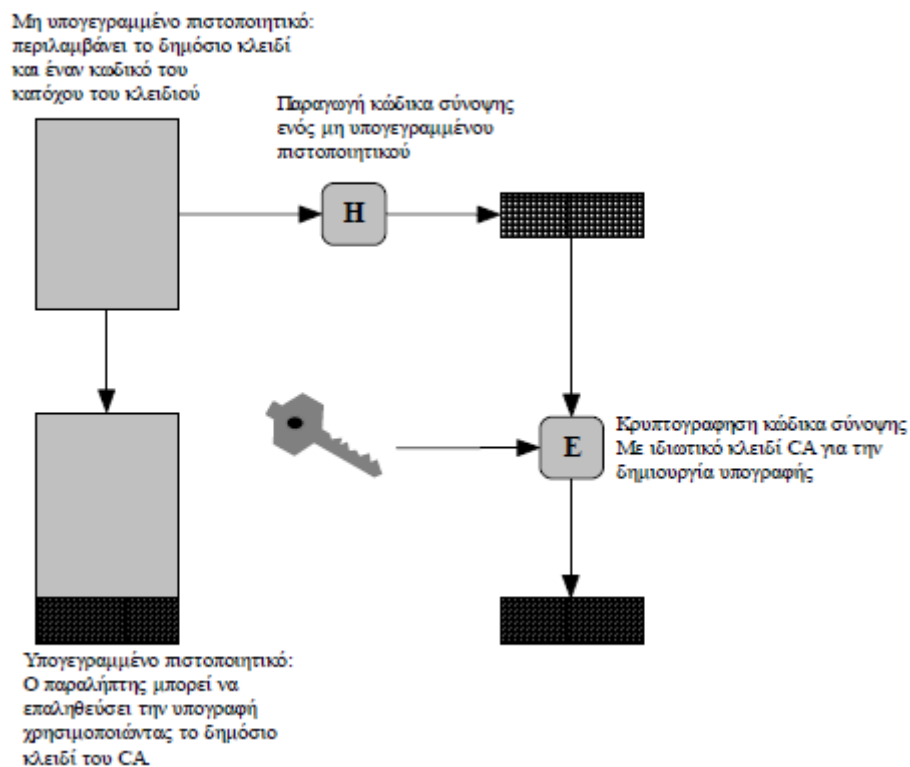 Μη υπογεγραμμένο πιστοποιητικό:
περιλαμβάνει το δημόσιο κλειδί
και έναν κωδικό του
κατόχου του κλειδιού
Παραγωγή κώδικα σύνοψης
ενός μη υπογεγραμμένου
πιστοποιητικού
H
E
Κρυπτογραφηση κώδικα σύνοψης
Με ιδιωτικό κλειδί CA για την
δημιουργία υπογραφής
Υπογεγραμμένο πιστοποιητικό:
Ο παραλήπτης μπορεί να
επαληθεύσει την υπογραφή
χρησιμοποιώντας το δημόσιο
κλειδί του CA.